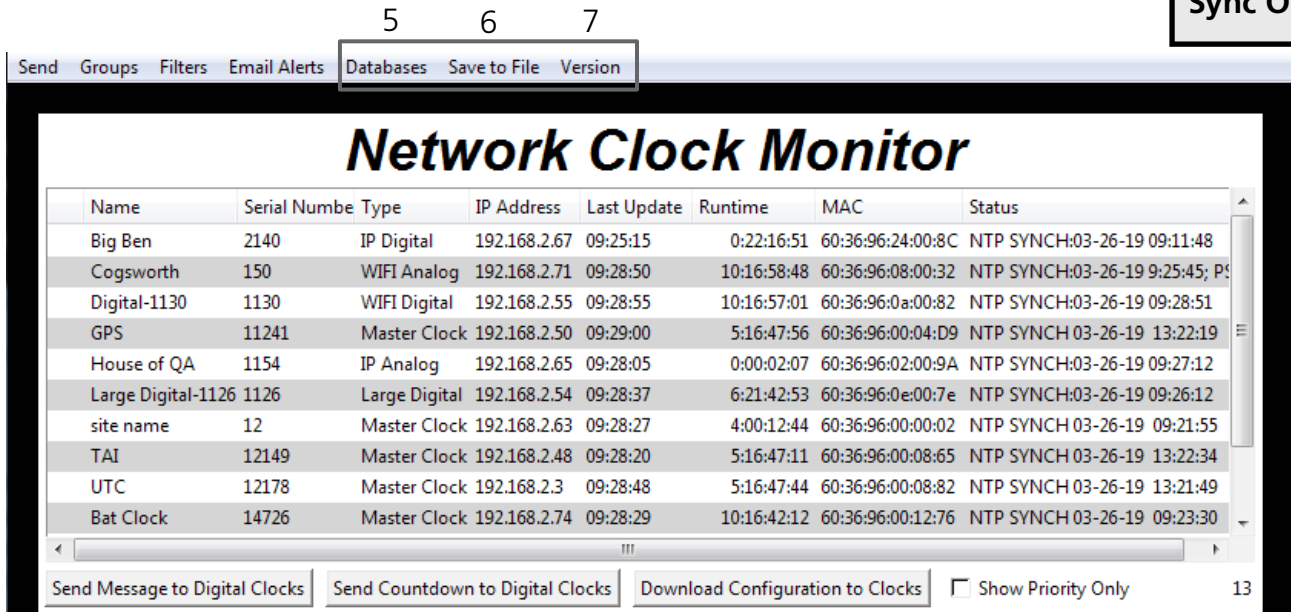 Sync O
5 6 7
Send Groups Filters Email Alerts Databases Save to File Version
Network Clock Monitor
Name Serial Numbe Type IP Address Last Update Runtime MAC Status
Big Ben 2140 IP Digital 192.168.2.67 09:25:15 0:22:16:51 60:36:96:24:00:8C NTP SYNCH:03-26-19 09:11:48
Cogsworth 150 WIFI Analog 192.168.2.71 09:28:50 10:16:58:48 60:36:96:08:00:32 NTP SYNCH:03-26-19 9:25:45; PS
Digital-1130 1130 WIFI Digital 192.168.2.55 09:28:55 10:16:57:01 60:36:96:0a:00:82 NTP SYNCH:03-26-19 09:28:51
GPS 11241 Master Clock 192.168.2.50 09:29:00 5:16:47:56 60:36:96:00:04:D9 NTP SYNCH 03-26-19 13:22:19
House of QA 1154 IP Analog 192.168.2.65 09:28:05 0:00:02:07 60:36:96:02:00:9A NTP SYNCH:03-26-19 09:27:12
Large Digital-1126 1126 Large Digital 192.168.2.54 09:28:37 6:21:42:53 60:36:96:0e:00:7e NTP SYNCH:03-26-19 09:26:12
site name 12 Master Clock 192.168.2.63 09:28:27 4:00:12:44 60:36:96:00:00:02 NTP SYNCH 03-26-19 09:21:55
TAI 12149 Master Clock 192.168.2.48 09:28:20 5:16:47:11 60:36:96:00:08:65 NTP SYNCH 03-26-19 13:22:34
UTC 12178 Master Clock 192.168.2.3 09:28:48 5:16:47:44 60:36:96:00:08:82 NTP SYNCH 03-26-19 13:21:49
Bat Clock 14726 Master Clock 192.168.2.74 09:28:29 10:16:42:12 60:36:96:00:12:76 NTP SYNCH 03-26-19 09:23:30
Send Message to Digital Clocks Send Countdown to Digital Clocks Download Configuration to Clocks Show Priority Only 13